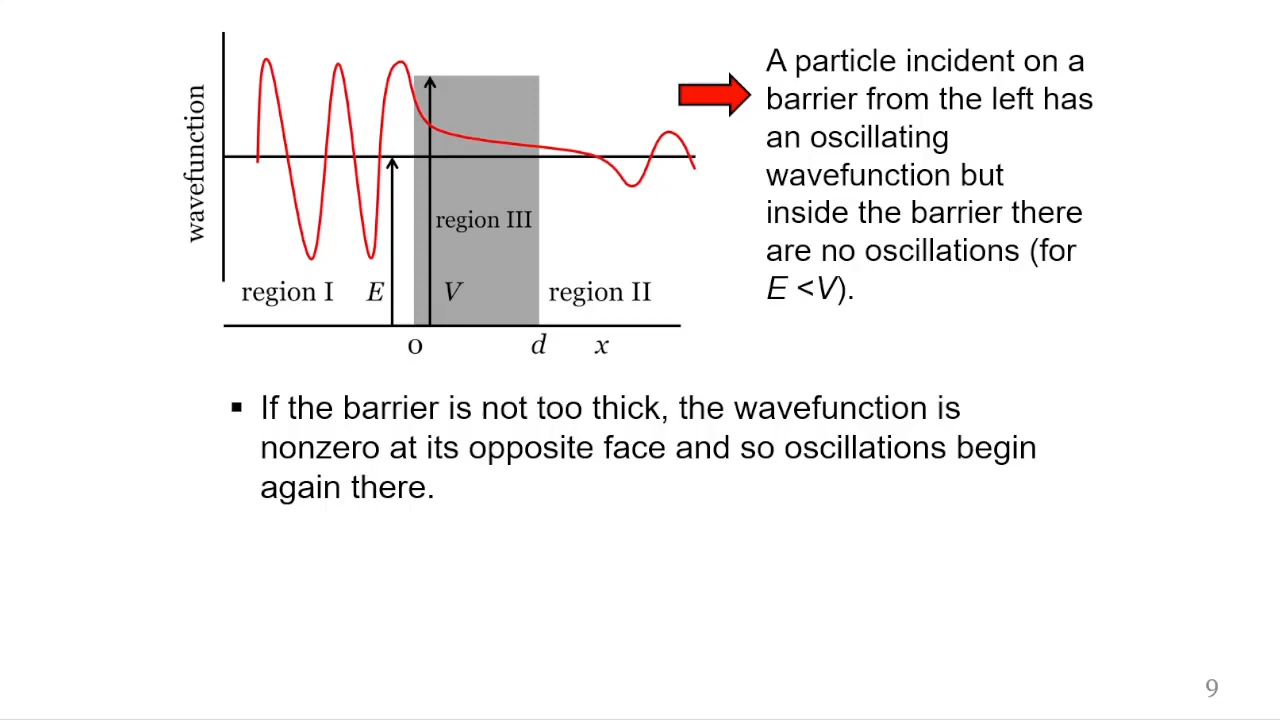 wavefunction
region III
region I
E
V
region II
0
d
x
A particle incident on a
barrier from the left has
an oscillating
wavefunction but
inside the barrier there
are no oscillations (for
E <V).
▪ If the barrier is not too thick, the wavefunction is
nonzero at its opposite face and so oscillations begin
again there.
9